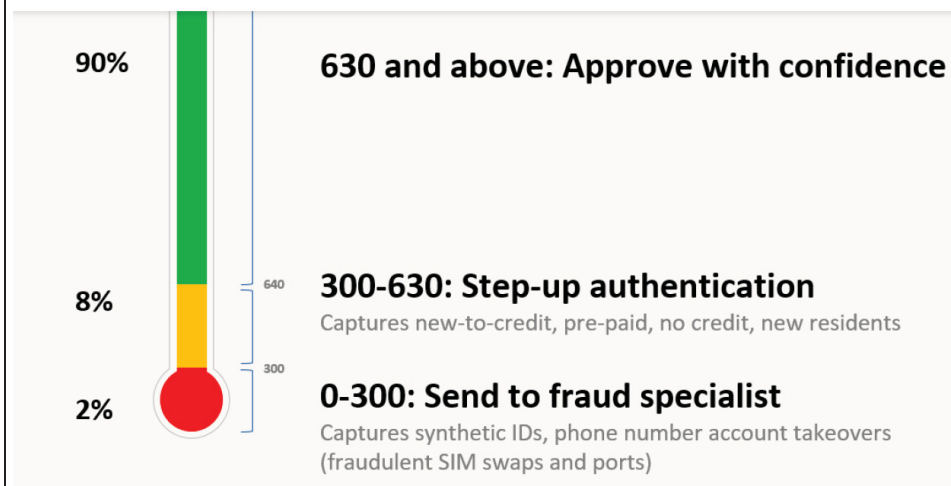 90%
630 and above: Approve with confidence
640
300-630: Step-up authentication
8%
Captures new-to-credit, pre-paid, no credit, new residents
300
0-300: Send to fraud specialist
2%
Captures synthetic IDs, phone number account takeovers
(fraudulent SIM swaps and ports)